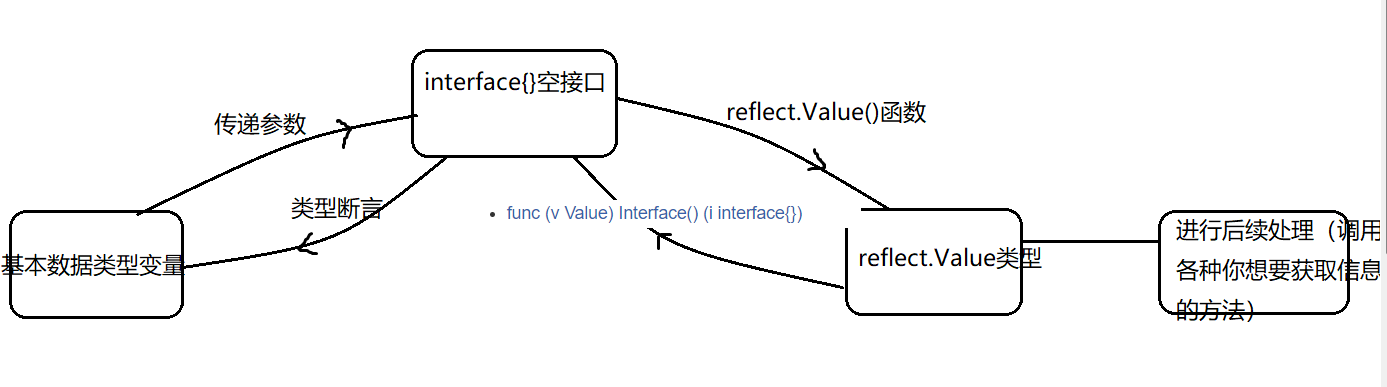 interface{}空接口
传递参数
reflect.Value()函数
类型断言
func (v Value) Interface() (i interface{})
基本数据类型变量
reflect.Value类型
进行后续处理（调用
各种你想要获取信息
的方法）